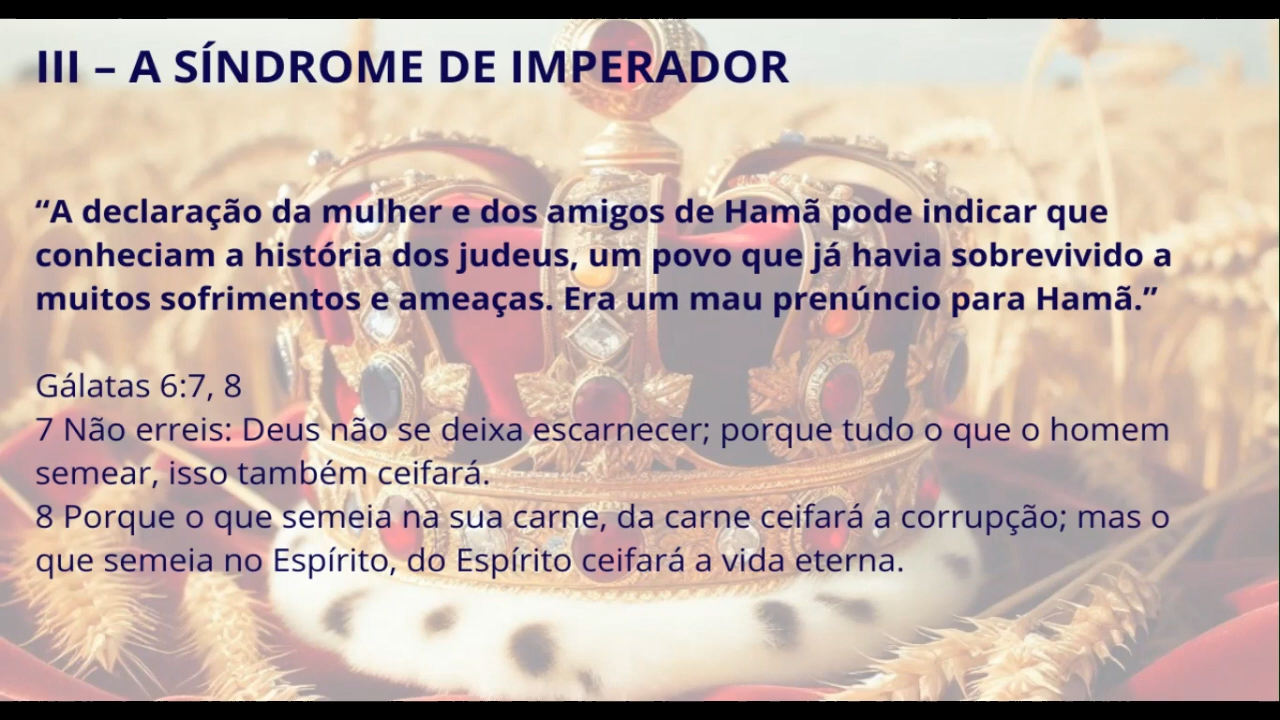 III – A SÍNDROME DE IMPERADOR
“A declaração da mulher e dos amigos de Hamã pode indicar que
conheciam a história dos judeus, um povo que já havia sobrevivido a
muitos sofrimentos e ameaças. Era um mau prenúncio para Hamã.”
Gálatas 6:7, 8
7 Não erreis: Deus não se deixa escarnecer; porque tudo o que o homem
semear, isso também ceifará.
8 Porque o que semeia na sua carne, da carne ceifará a corrupção; mas o
que semeia no Espírito, do Espírito ceifará a vida eterna.